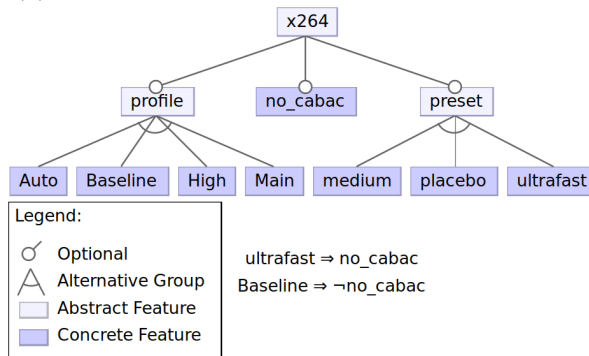 x264
profile no_cabac preset
Auto Baseline High Main medium placebo ultrafast
Legend:
Optional
Alternative Group
Abstract Feature
Concrete Feature
ultrafast ⇒ no_cabac
Baseline ⇒ ¬no_cabac